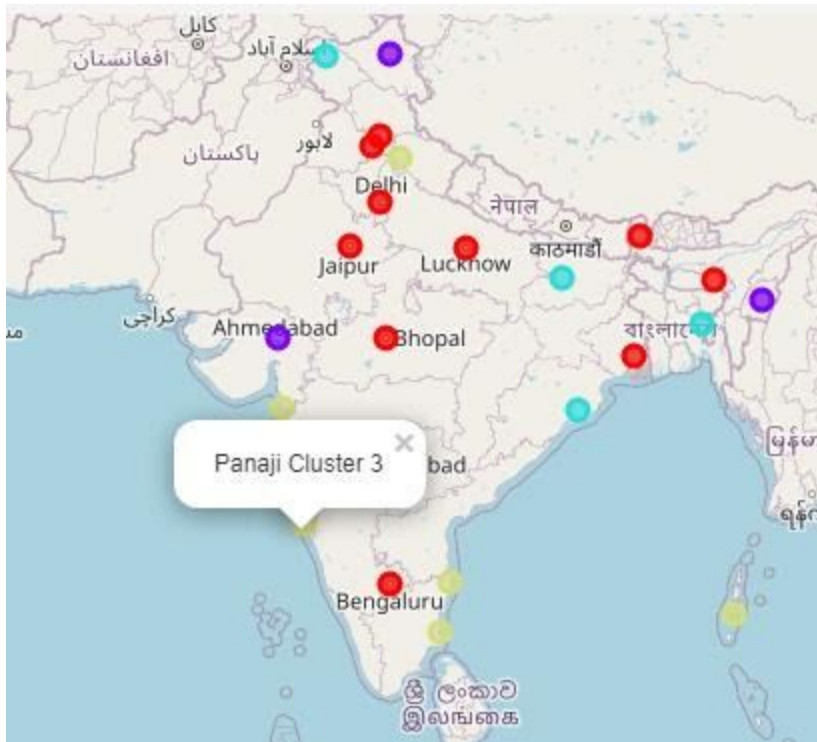 کابل
افغانستان
اسلام آباد
لاہور
پاکستان
Delhi
नेपाल
काठमाडौं
Jaipur
Lucknow
کراچی
Ahmedabad
Bhopal
বাংলাদেশ
Panaji Cluster 3
×
bad
Bengaluru
ශ්‍රී ලංකාව
இலங்கை